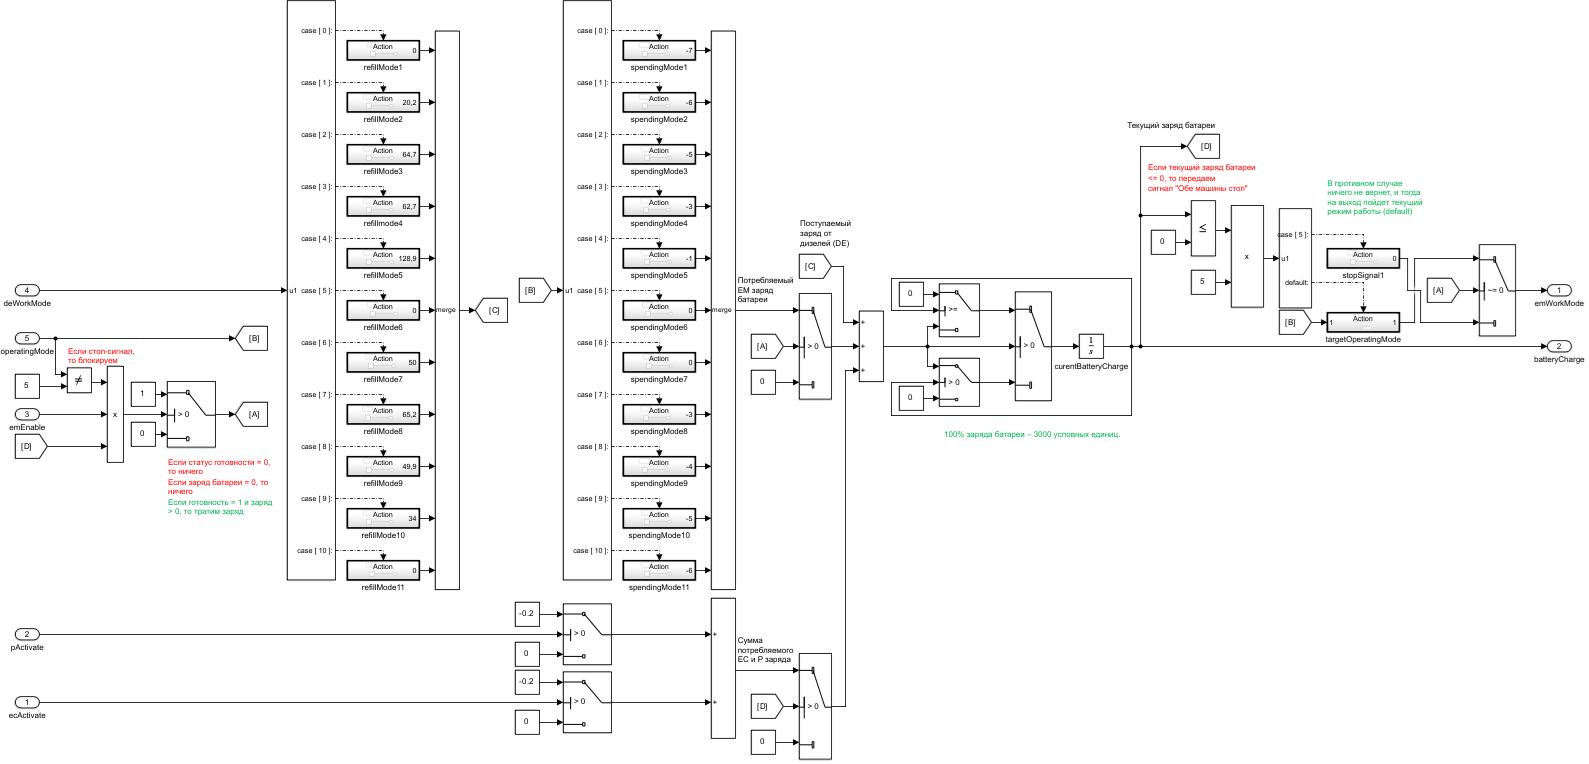 4
deWorkMode
5
operatingMode
[B]
Если стоп-сигнал,
то блокируем
5
≠
3
emEnable
[D]
x
1
> 0
0
[A]
Если статус готовности = 0,
то ничего
Если заряд батареи = 0, то
ничего
Если готовность = 1 и заряд
> 0, то тратим заряд
u1
case [ 0 ]:
Action
0
refillMode1
case [ 1 ]:
Action
20,2
refillMode2
case [ 2 ]:
Action
64,7
refillMode3
case [ 3 ]:
Action
62,7
refillmode4
case [ 4 ]:
Action
128,9
refillMode5
case [ 5 ]:
Action
0
refillMode6
case [ 6 ]:
Action
50
refillMode7
case [ 7 ]:
Action
65,2
refillMode8
case [ 8 ]:
Action
49,9
refillMode9
case [ 9 ]:
Action
34
refillMode10
case [ 10 ]:
Action
0
refillMode11
merge
[C]
[B]
u1
case [ 0 ]:
Action
-7
spendingMode1
case [ 1 ]:
Action
-6
spendingMode2
case [ 2 ]:
Action
-5
spendingMode3
case [ 3 ]:
Action
-3
spendingMode4
case [ 4 ]:
Action
-1
spendingMode5
case [ 5 ]:
Action
0
spendingMode6
case [ 6 ]:
Action
0
spendingMode7
case [ 7 ]:
Action
-3
spendingMode8
case [ 8 ]:
Action
-4
spendingMode9
case [ 9 ]:
Action
-5
spendingMode10
case [ 10 ]:
Action
-6
spendingMode11
merge
Потребляемый
EM заряд
батареи
Поступаемый
заряд от
дизелей (DE)
[C]
[A]
> 0
0
+
+
+
0
>=
> 0
0
> 0
1
s
curentBatteryCharge
100% заряда батареи – 3000 условных единиц.
Текущий заряд батареи
[D]
Если текущий заряд батареи
<= 0, то передаем
сигнал "Обе машины стоп"
0
≤
5
x
u1
case [ 5 ]:
default:
В противном случае
ничего не вернет, и тогда
на выход пойдет текущий
режим работы (default)
Action
0
stopSignal1
[B]
1
Action
1
targetOperatingMode
[A]
~= 0
1
emWorkMode
2
batteryCharge
2
pActivate
-0.2
> 0
0
1
ecActivate
-0.2
> 0
0
+
+
Сумма
потребляемого
EC и P заряда
[D]
> 0
0